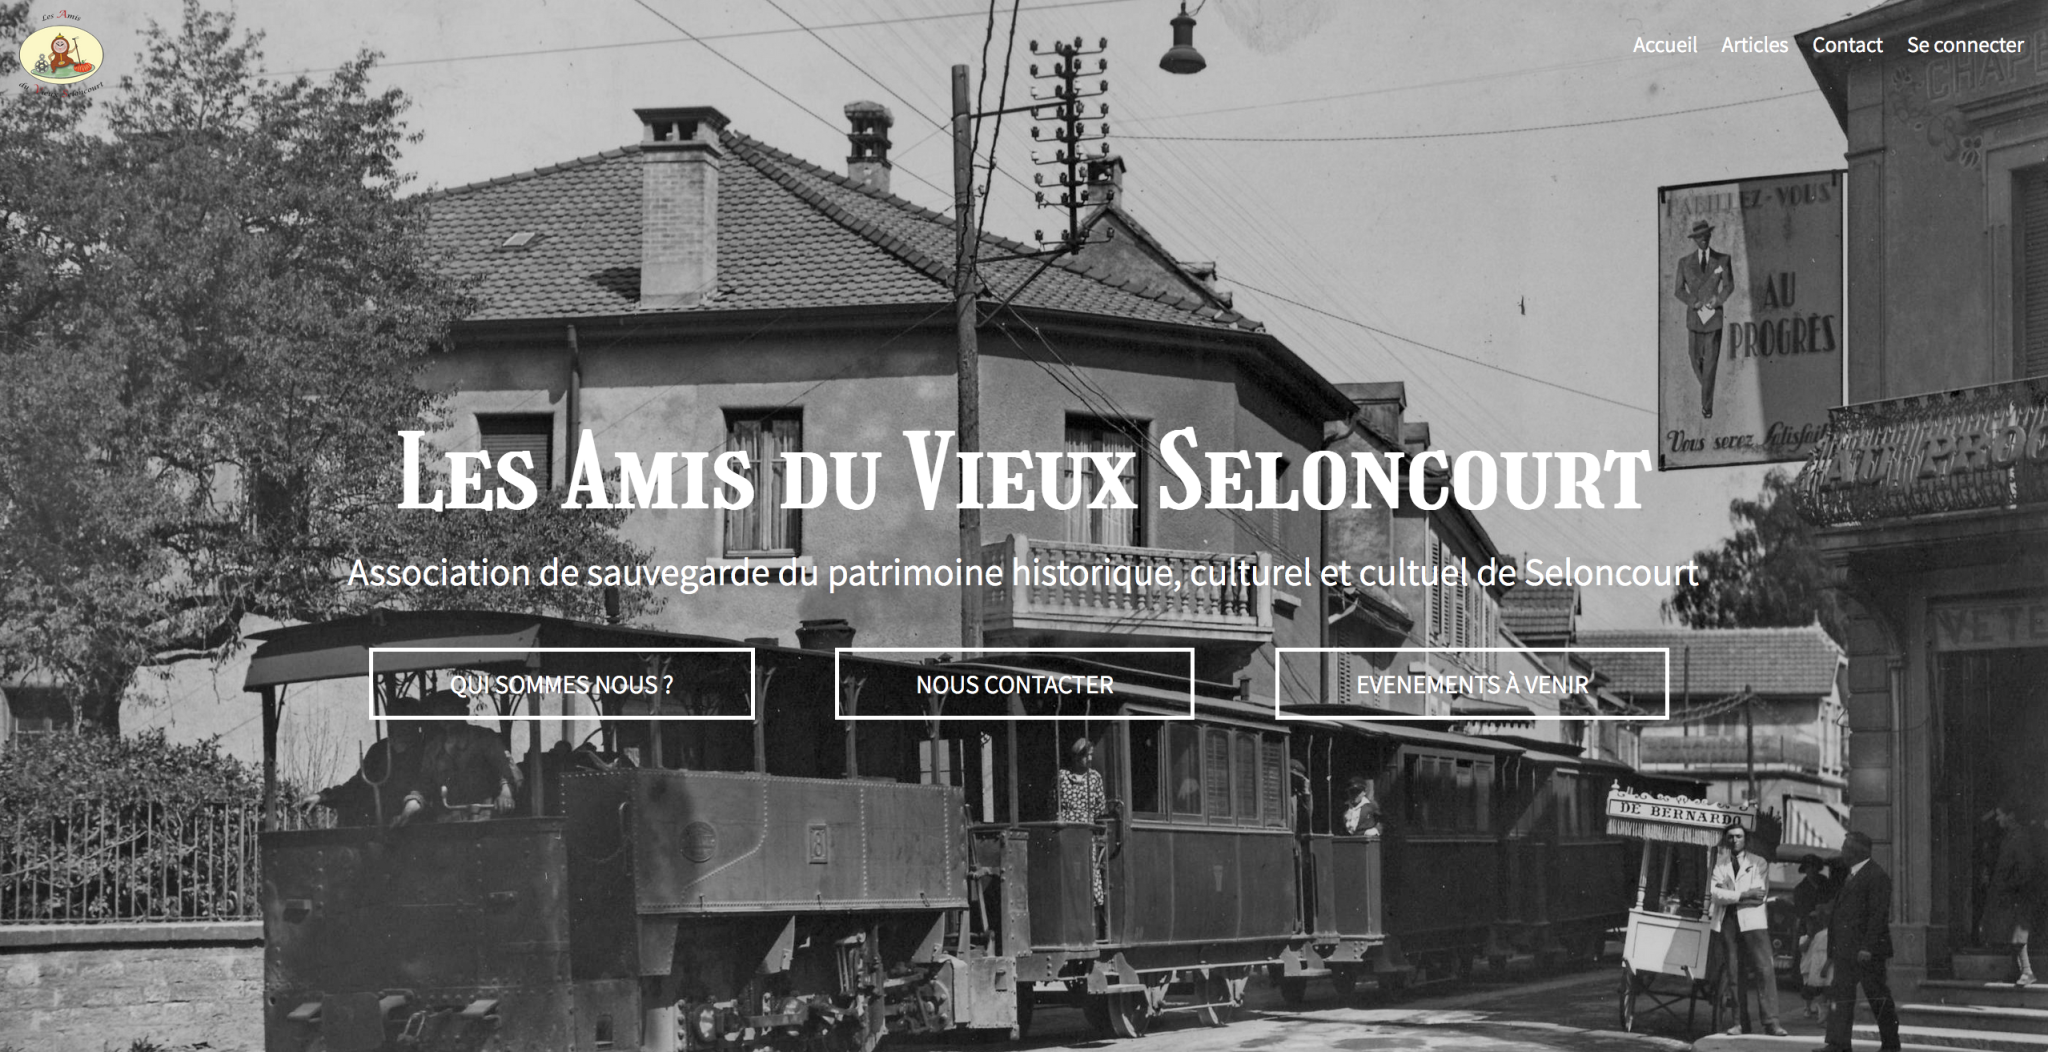 Les Amis
du Vieux Seloncourt
Accueil Articles Contact Se connecter
HABILLEZ-VOUS
AU
PROGRÈS
Vous serez Satisfait
Les Amis du Vieux Seloncourt
Association de sauvegarde du patrimoine historique, culturel et cultuel de Seloncourt
QUI SOMMES NOUS ?
NOUS CONTACTER
EVENEMENTS À VENIR
DE BERNARDO
8